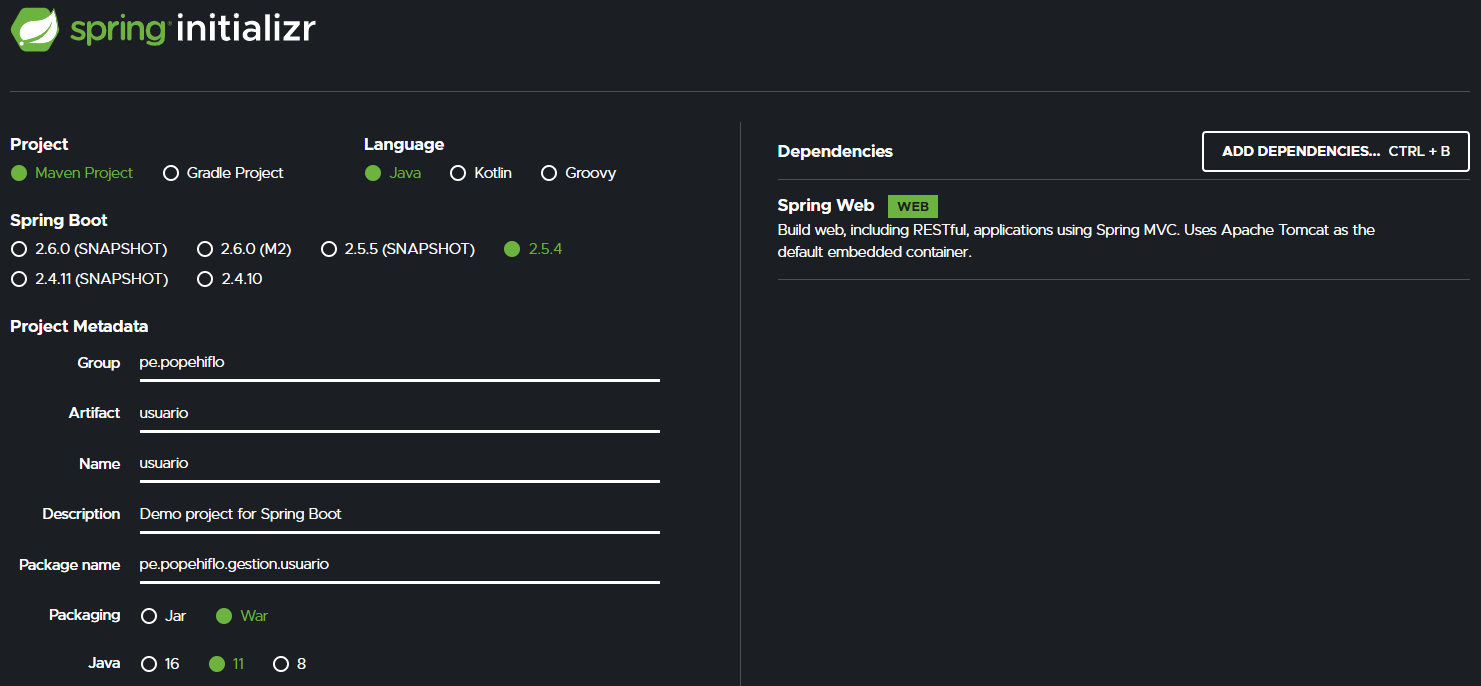 spring initializr
Project
Maven Project Gradle Project
Language
Java Kotlin Groovy
Spring Boot
2.6.0 (SNAPSHOT) 2.6.0 (M2) 2.5.5 (SNAPSHOT) 2.5.4
2.4.11 (SNAPSHOT) 2.4.10
Project Metadata
Group pe.popehiflo
Artifact usuario
Name usuario
Description Demo project for Spring Boot
Package name pe.popehiflo.gestion.usuario
Packaging Jar War
Java 16 11 8
Dependencies ADD DEPENDENCIES... CTRL + B
Spring Web WEB
Build web, including RESTful, applications using Spring MVC. Uses Apache Tomcat as the
default embedded container.